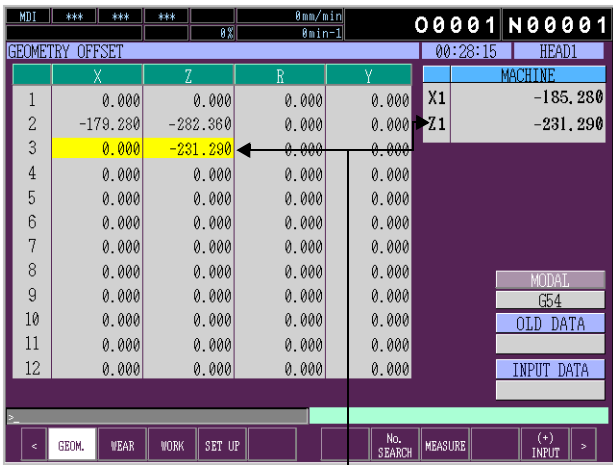 MDI *** *** *** 0mm/min O0001 N00001
0% 0min-1
GEOMETRY OFFSET 00:28:15 HEAD1
X Z R Y MACHINE
1 0.000 0.000 0.000 0.000 X1 -185.280
2 -179.280 -282.360 0.000 0.000 Z1 -231.290
3 0.000 -231.290 0.000 0.000
4 0.000 0.000 0.000 0.000
5 0.000 0.000 0.000 0.000
6 0.000 0.000 0.000 0.000
7 0.000 0.000 0.000 0.000
8 0.000 0.000 0.000 0.000
MODAL
9 0.000 0.000 0.000 0.000 G54
10 0.000 0.000 0.000 0.000 OLD DATA
11 0.000 0.000 0.000 0.000
12 0.000 0.000 0.000 0.000 INPUT DATA
>_
< GEOM. WEAR WORK SET UP No. SEARCH MEASURE (+) INPUT >